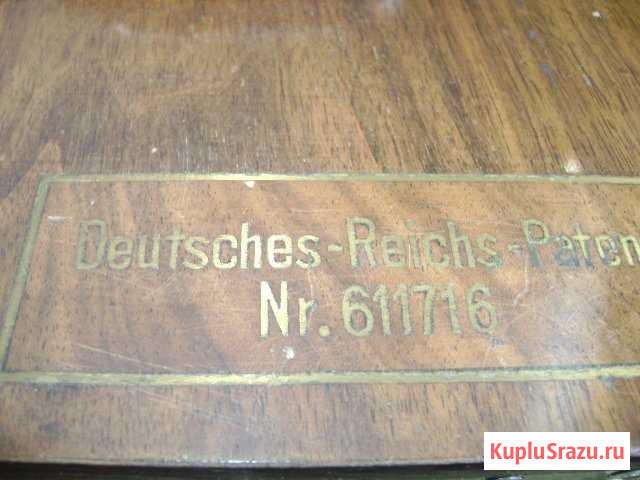 Deutsches-Reichs-Paten
Nr. 611716
KupluSrazu.ru